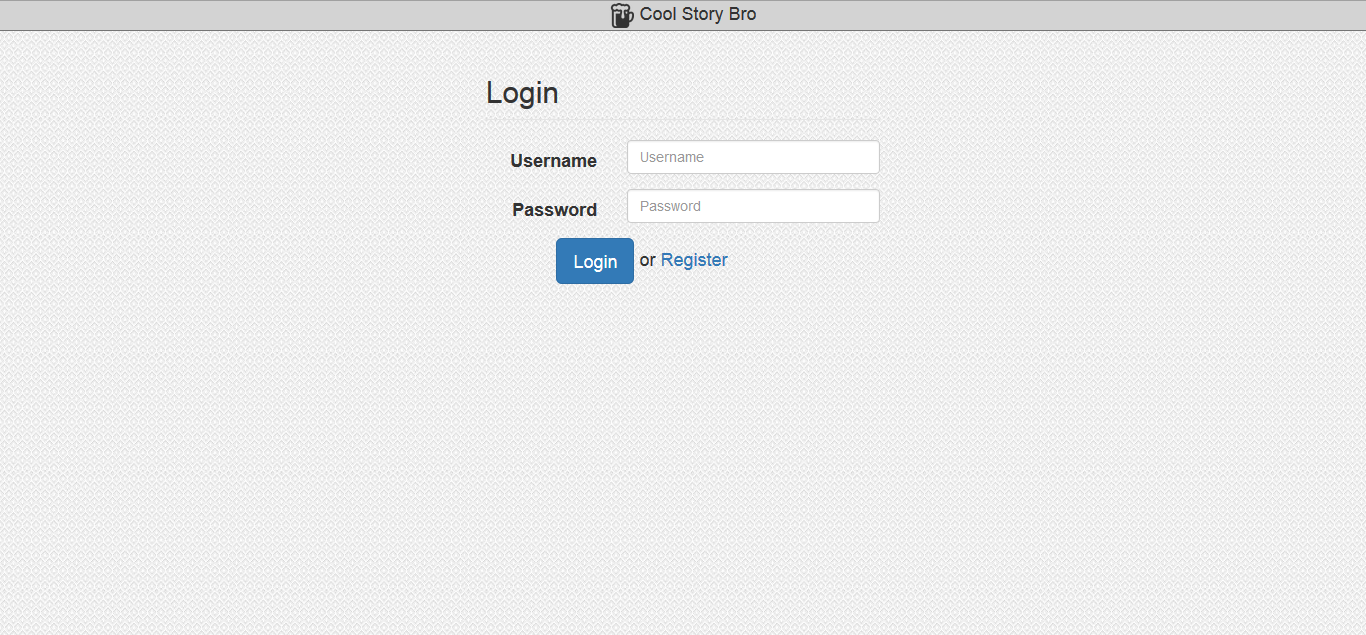 Cool Story Bro
Login
Username Username
Password Password
Login or Register